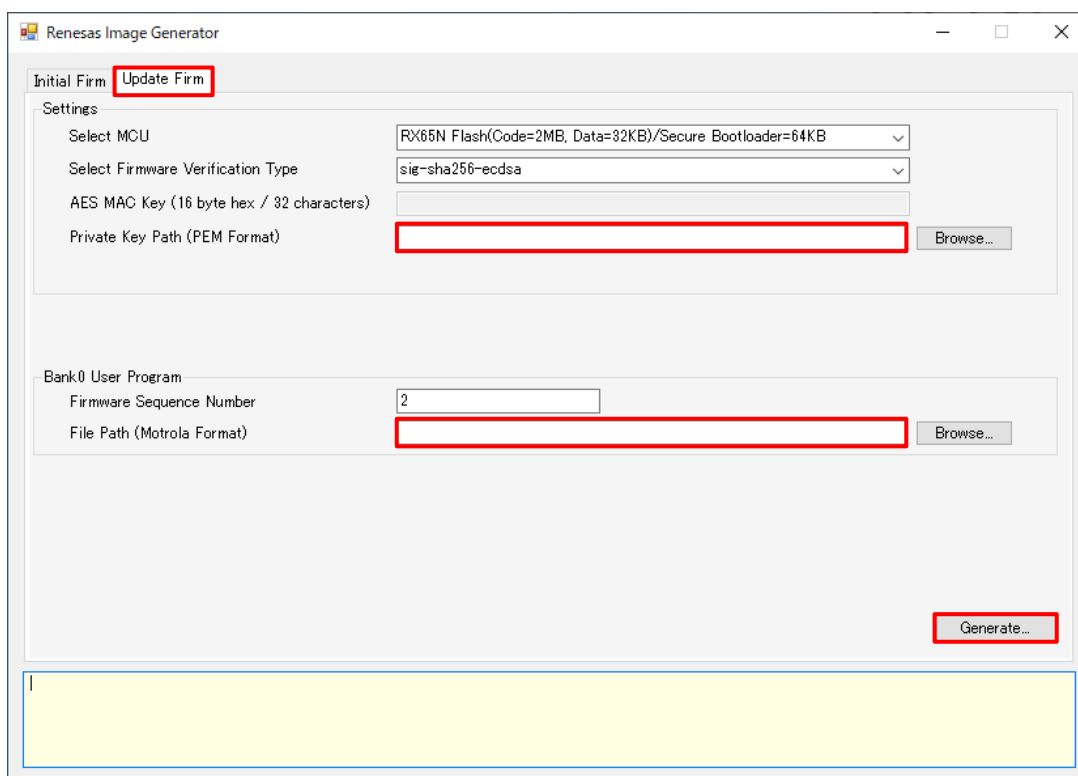 Renesas Image Generator
Initial Firm Update Firm
Settings
Select MCU RX65N Flash(Code=2MB, Data=32KB)/Secure Bootloader=64KB
Select Firmware Verification Type sig-sha256-ecdsa
AES MAC Key (16 byte hex / 32 characters)
Private Key Path (PEM Format) Browse...
Bank0 User Program
Firmware Sequence Number 2
File Path (Motrola Format) Browse...
Generate...